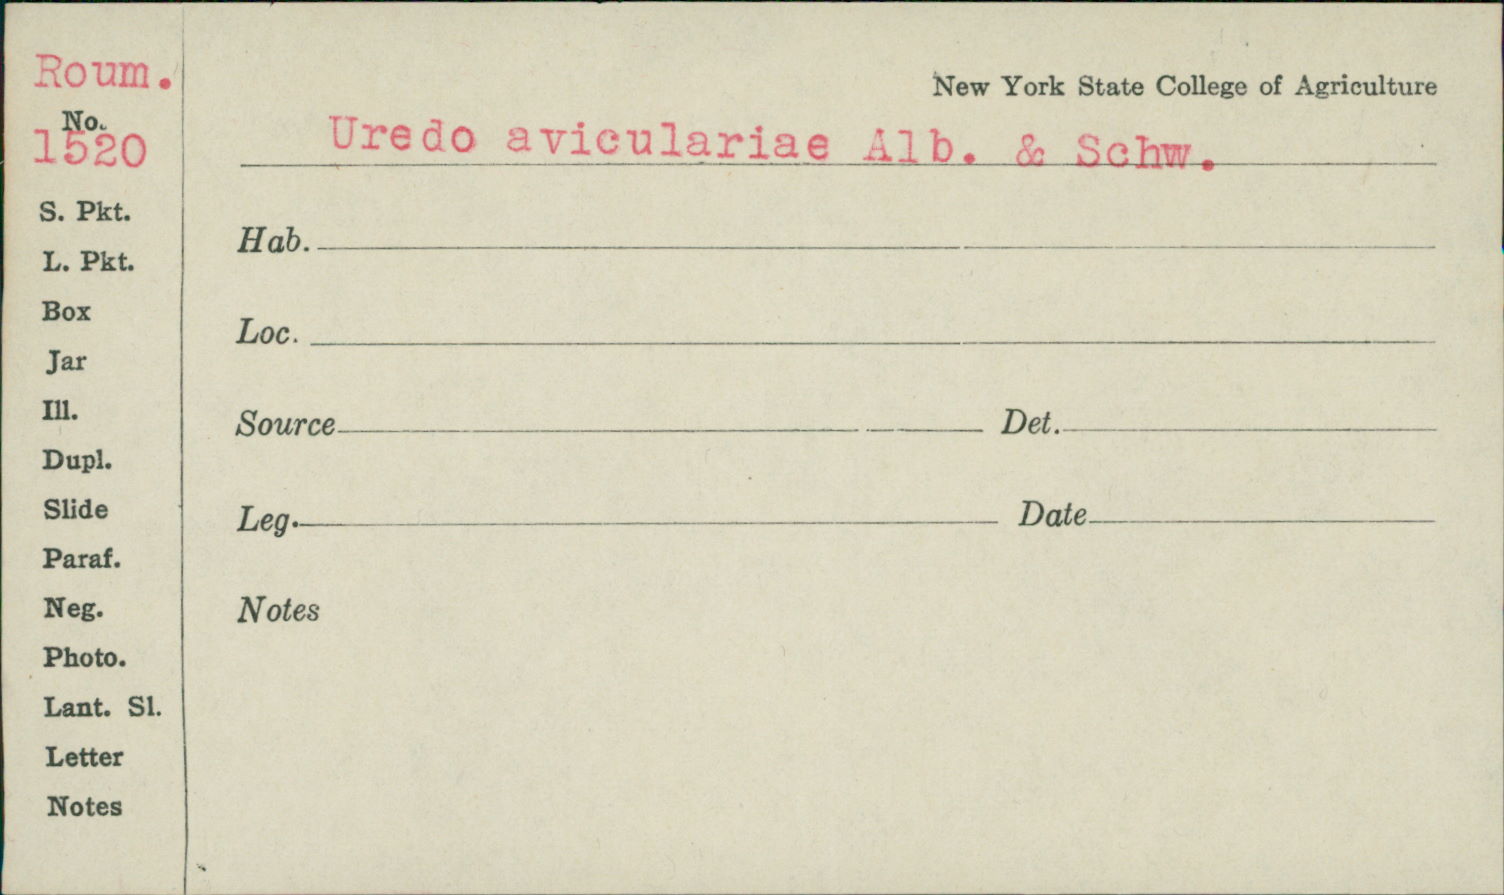 Roum.
No.
1520
S. Pkt.
L. Pkt.
Box
Jar
Ill.
Dupl.
Slide
Paraf.
Neg.
Photo.
Lant. Sl.
Letter
Notes
New York State College of Agriculture
Uredo aviculariae Alb. & Schw.
Hab.
Loc.
Source Det.
Leg. Date
Notes